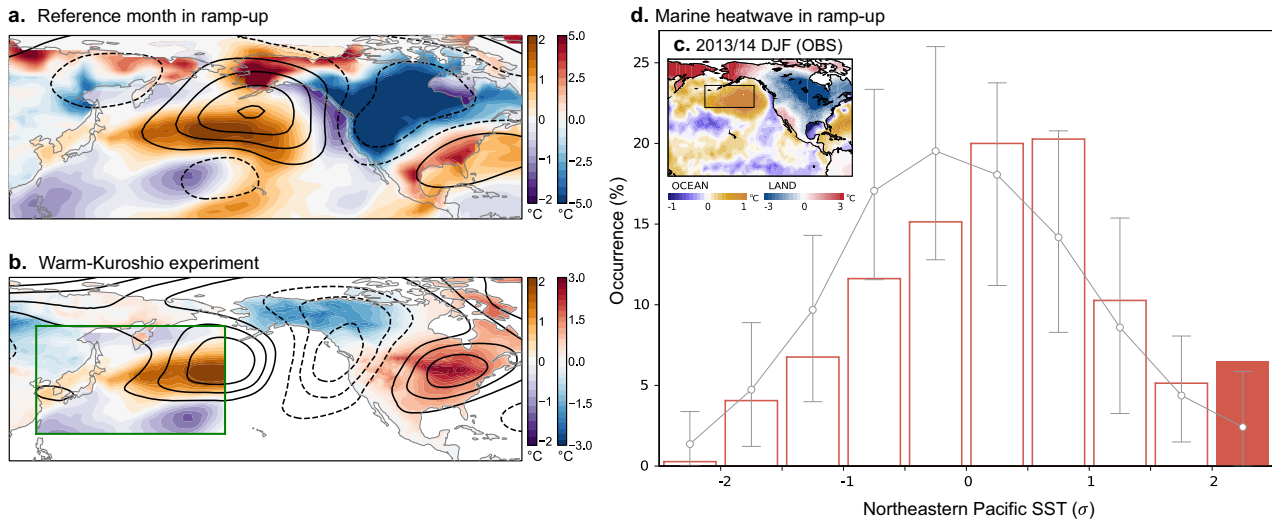 a. Reference month in ramp-up
2 5.0
1 2.5
0 0.0
−1 −2.5
−2 −5.0
°C °C
b. Warm-Kuroshio experiment
2 3.0
1 1.5
0 0.0
−1 −1.5
−2 −3.0
°C °C
d. Marine heatwave in ramp-up
c. 2013/14 DJF (OBS)
OCEAN LAND
°C °C
-1 0 1 -3 0 3
25
20
15
10
5
0
Occurrence (%)
-2 -1 0 1 2
Northeastern Pacific SST (σ)